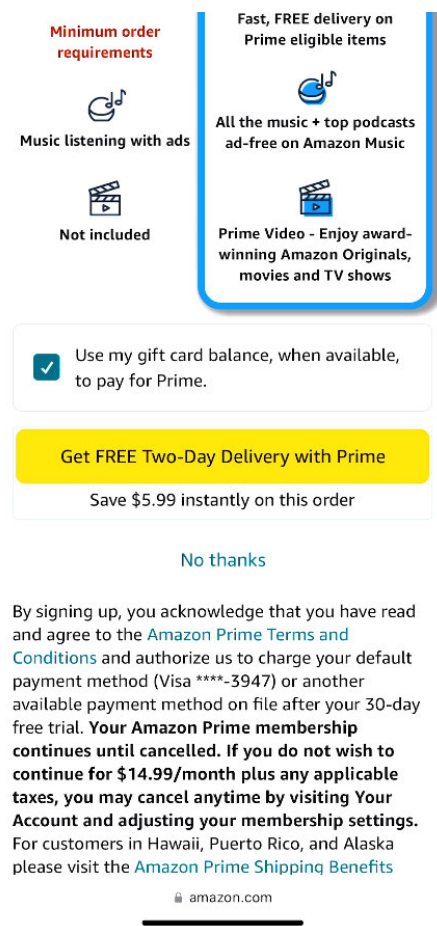 Minimum order
requirements
Music listening with ads
Not included
Fast, FREE delivery on
Prime eligible items
All the music + top podcasts
ad-free on Amazon Music
Prime Video - Enjoy award-
winning Amazon Originals,
movies and TV shows
Use my gift card balance, when available,
to pay for Prime.
Get FREE Two-Day Delivery with Prime
Save $5.99 instantly on this order
No thanks
By signing up, you acknowledge that you have read
and agree to the Amazon Prime Terms and
Conditions and authorize us to charge your default
payment method (Visa ****-3947) or another
available payment method on file after your 30-day
free trial. Your Amazon Prime membership
continues until cancelled. If you do not wish to
continue for $14.99/month plus any applicable
taxes, you may cancel anytime by visiting Your
Account and adjusting your membership settings.
For customers in Hawaii, Puerto Rico, and Alaska
please visit the Amazon Prime Shipping Benefits
amazon.com